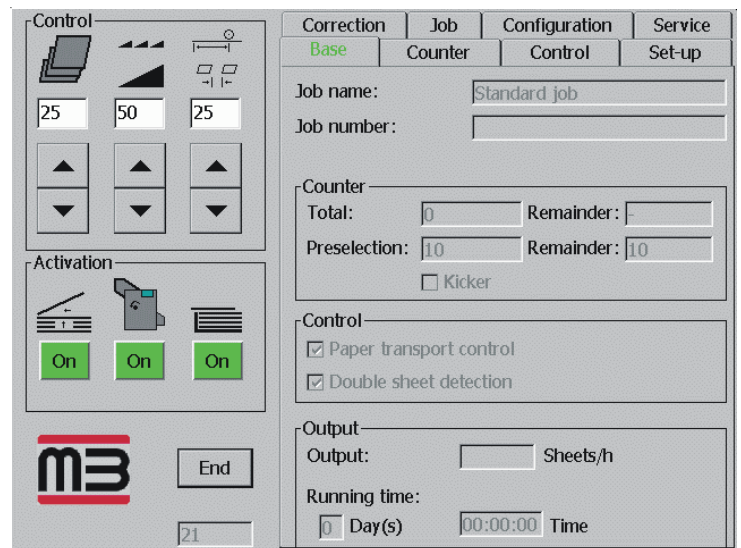 Control
25 50 25
Activation
On On On
M3
End
21
Correction Job Configuration Service
Base Counter Control Set-up
Job name: Standard job
Job number:
Counter
Total: 0 Remainder: -
Preselection: 10 Remainder: 10
Kicker
Control
Paper transport control
Double sheet detection
Output
Output: Sheets/h
Running time:
0 Day(s) 00:00:00 Time